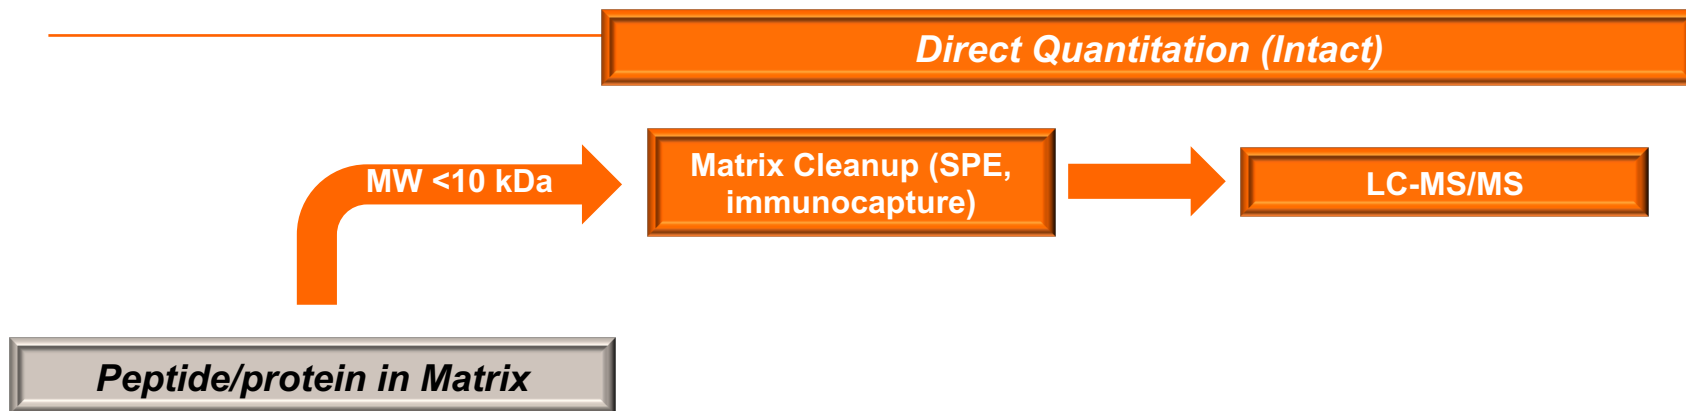 Direct Quantitation (Intact)
MW <10 kDa
Matrix Cleanup (SPE,
immunocapture)
LC-MS/MS
Peptide/protein in Matrix